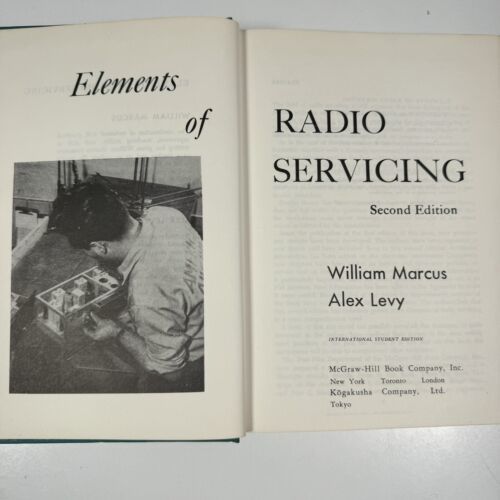 Elements
of
RADIO
SERVICING
Second Edition
William Marcus
Alex Levy
INTERNATIONAL STUDENT EDITION
McGraw-Hill Book Company, Inc.
New York Toronto London
Kōgakusha Company, Ltd.
Tokyo